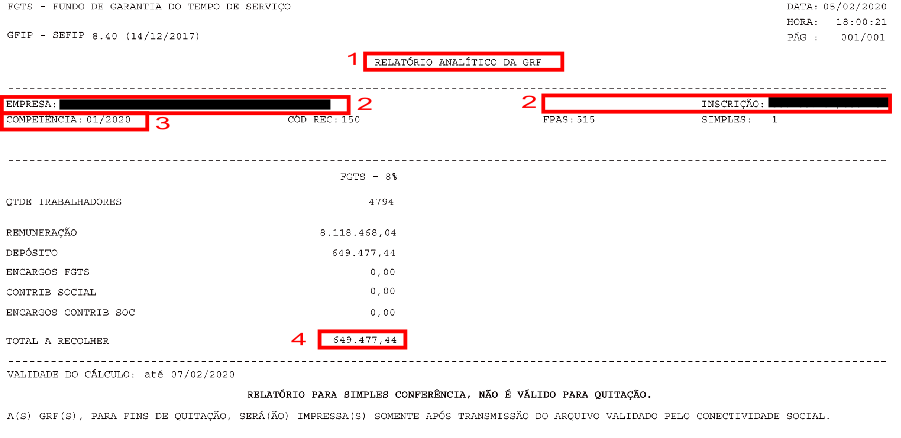 FGTS - FUNDO DE GARANTIA DO TEMPO DE SERVIÇO DATA: 05/02/2020
HORA: 18:00:21
GFIP - SEFIP 8.40 (14/12/2017) PÁG : 001/001
1 RELATÓRIO ANALÍTICO DA GRF
EMPRESA: 2 2 INSCRIÇÃO:
COMPETENCIA: 01/2020 3 COD REC: 150 FPAS: 515 SIMPLES: 1
FGTS - 8%
QTDE TRABALHADORES 4794
REMUNERAÇÃO 8.118.468,04
DEPÓSITO 649.477,44
ENCARGOS FGTS 0,00
CONTRIB SOCIAL 0,00
ENCARGOS CONTRIB SOC 0,00
TOTAL A RECOLHER 4 649.477,44
VALIDADE DO CÁLCULO: até 07/02/2020
RELATÓRIO PARA SIMPLES CONFERÊNCIA, NÃO É VÁLIDO PARA QUITAÇÃO.
A(S) GRF(S), PARA FINS DE QUITAÇÃO, SERÁ(ÃO) IMPRESSA(S) SOMENTE APÓS TRANSMISSÃO DO ARQUIVO VALIDADO PELO CONECTIVIDADE SOCIAL.